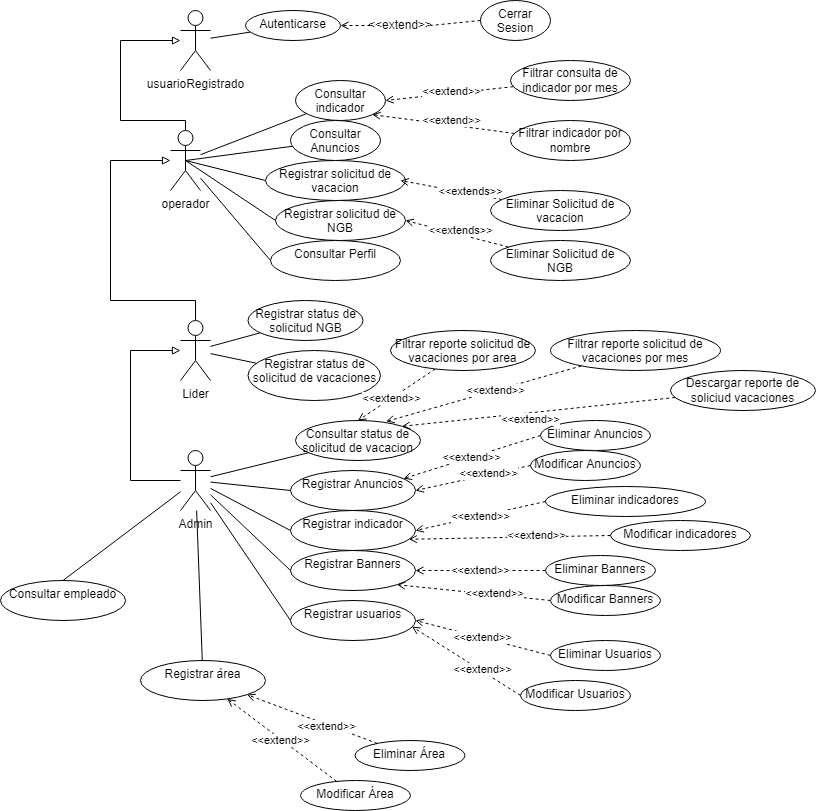 Autenticarse
<<extend>>
Cerrar
Sesion
usuarioRegistrado
Consultar
indicador
<<extend>>
Filtrar consulta de
indicador por mes
<<extend>>
Filtrar indicador por
nombre
Consultar
Anuncios
operador
Registrar solicitud de
vacacion
<<extends>>
Eliminar Solicitud de
vacacion
Registrar solicitud de
NGB
<<extends>>
Eliminar Solicitud de
NGB
Consultar Perfil
Registrar status de
solicitud NGB
Lider
Registrar status de
solicitud de vacaciones
Filtrar reporte solicitud de
vacaciones por area
Filtrar reporte solicitud de
vacaciones por mes
Descargar reporte de
soliciud vacaciones
<<extend>>
<<extend>>
<<extend>>
Consultar status de
solicitud de vacacion
Eliminar Anuncios
<<extend>>
Modificar Anuncios
<<extend>>
Registrar Anuncios
Admin
Registrar indicador
<<extend>>
Eliminar indicadores
<<extend>>
Modificar indicadores
Registrar Banners
<<extend>>
Eliminar Banners
<<extend>>
Modificar Banners
Consultar empleado
Registrar usuarios
<<extend>>
Eliminar Usuarios
<<extend>>
Modificar Usuarios
Registrar área
<<extend>>
<<extend>>
Eliminar Área
Modificar Área